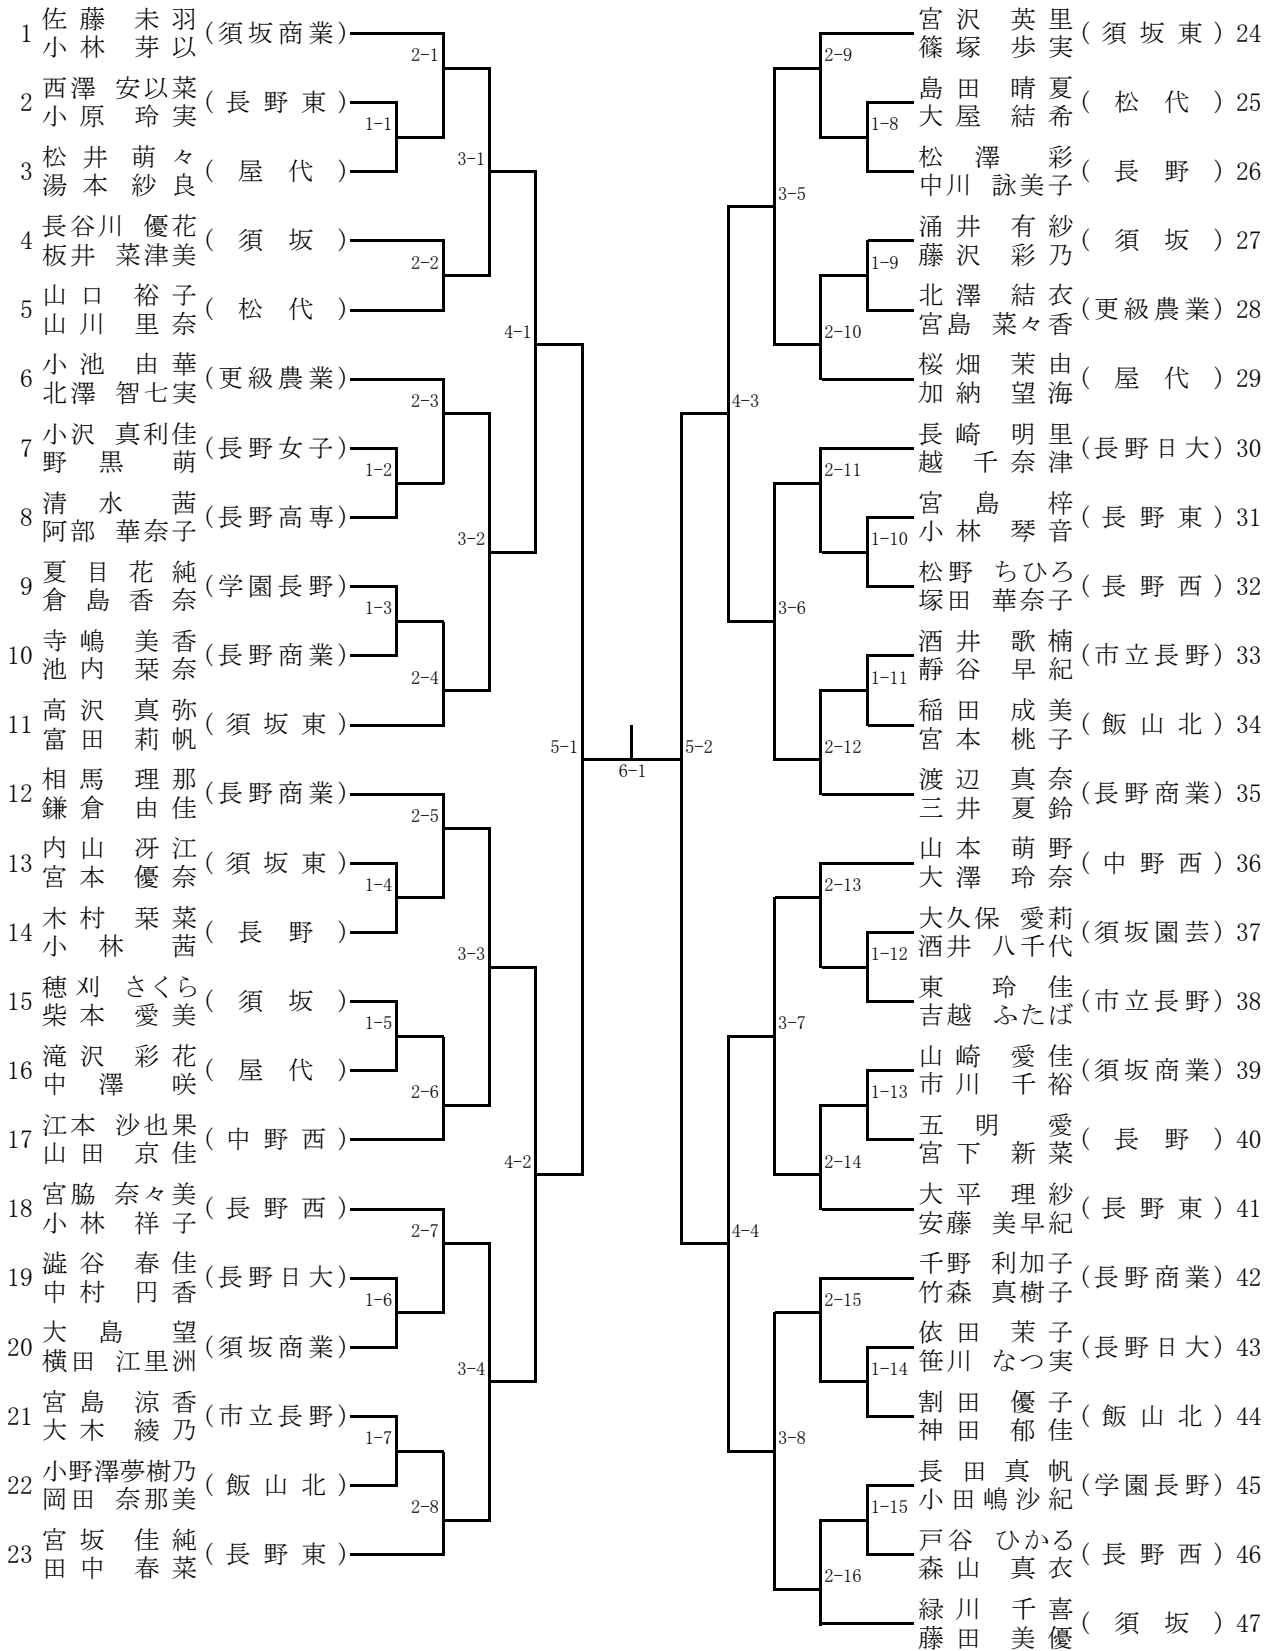 佐藤 未羽
1 (須坂商業)
小林 芽以
2-1
西澤 安以菜
2 (長野東)
小原 玲実
1-1
松井 萌々
3 (屋代)
湯本 紗良
3-1
長谷川 優花
4 (須坂)
板井 菜津美
2-2
山口 裕子
5 (松代)
山川 里奈
4-1
小池 由華
6 (更級農業)
北澤 智七実
2-3
小沢 真利佳
7 (長野女子)
野黒 萌
1-2
清水 茜
8 (長野高専)
阿部 華奈子
3-2
夏目花純
9 (学園長野)
倉島香奈
1-3
寺嶋 美香
10 (長野商業)
池内 栞奈
2-4
高沢 真弥
11 (須坂東)
富田 莉帆
5-1
相馬 理那
12 (長野商業)
鎌倉 由佳
2-5
内山 冴江
13 (須坂東)
宮本 優奈
1-4
木村 栞菜
14 (長野)
小林 茜
3-3
穂刈 さくら
15 (須坂)
柴本 愛美
1-5
滝沢 彩花
16 (屋代)
中澤 咲
2-6
江本 沙也果
17 (中野西)
山田 京佳
4-2
宮脇 奈々美
18 (長野西)
小林 祥子
2-7
澁谷 春佳
19 (長野日大)
中村 円香
1-6
大島 望
20 (須坂商業)
横田 江里洲
3-4
宮島 涼香
21 (市立長野)
大木 綾乃
1-7
小野澤夢樹乃
22 (飯山北)
岡田 奈那美
2-8
宮坂 佳純
23 (長野東)
田中 春菜
6-1
宮沢 英里
(須坂東) 24
篠塚 歩実
2-9
島田 晴夏
(松代) 25
大屋 結希
1-8
松澤 彩
(長野) 26
中川 詠美子
3-5
涌井 有紗
(須坂) 27
藤沢 彩乃
1-9
北澤 結衣
(更級農業) 28
宮島 菜々香
2-10
桜畑 茉由
(屋代) 29
加納 望海
4-3
長崎 明里
(長野日大) 30
越 千奈津
2-11
宮島 梓
(長野東) 31
小林 琴音
1-10
松野 ちひろ
(長野西) 32
塚田 華奈子
3-6
酒井 歌楠
(市立長野) 33
靜谷 早紀
1-11
稲田 成美
(飯山北) 34
宮本 桃子
2-12
5-2
渡辺 真奈
(長野商業) 35
三井 夏鈴
山本 萌野
(中野西) 36
大澤 玲奈
2-13
大久保 愛莉
(須坂園芸) 37
酒井 八千代
1-12
東 玲佳
(市立長野) 38
吉越 ふたば
3-7
山崎 愛佳
(須坂商業) 39
市川 千裕
1-13
五明 愛
(長野) 40
宮下 新菜
2-14
大平 理紗
(長野東) 41
安藤 美早紀
4-4
千野 利加子
(長野商業) 42
竹森 真樹子
2-15
依田 茉子
(長野日大) 43
笹川 なつ実
1-14
割田 優子
(飯山北) 44
神田 郁佳
3-8
長田真帆
(学園長野) 45
小田嶋沙紀
1-15
戸谷 ひかる
(長野西) 46
森山 真衣
2-16
緑川 千喜
(須坂) 47
藤田 美優